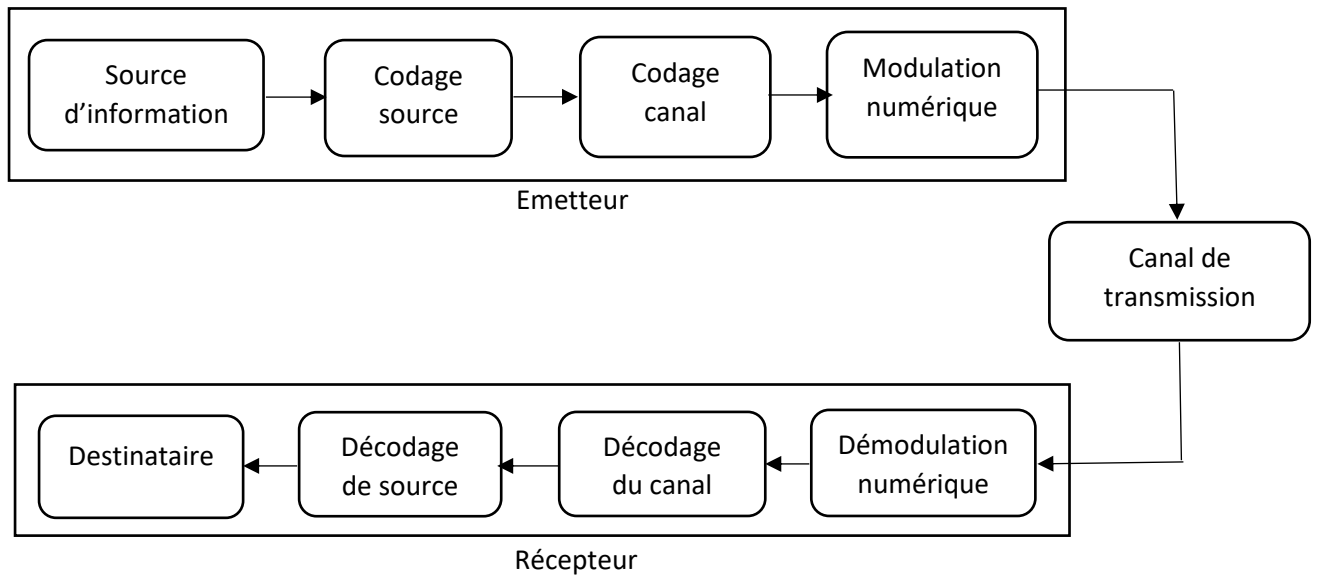 Source
d’information
Codage
source
Codage
canal
Modulation
numérique
Emetteur
Canal de
transmission
Destinataire
Décodage
de source
Décodage
du canal
Démodulation
numérique
Récepteur